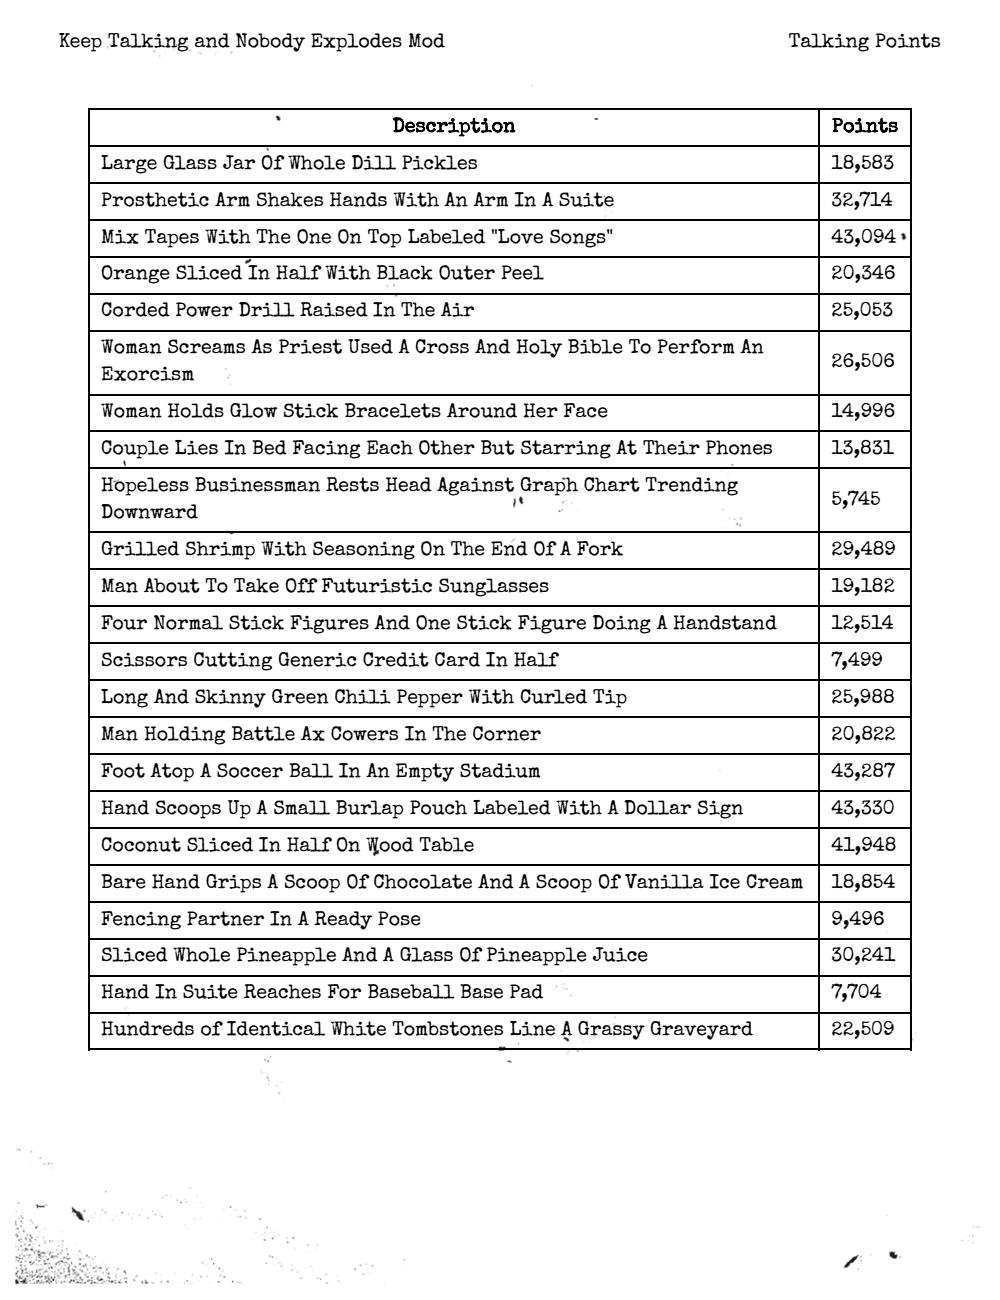 Keep Talking and Nobody Explodes Mod Talking Points
Description Points
Large Glass Jar Of Whole Dill Pickles 18,583
Prosthetic Arm Shakes Hands With An Arm In A Suite 32,714
Mix Tapes With The One On Top Labeled "Love Songs" 43,094
Orange Sliced In Half With Black Outer Peel 20,346
Corded Power Drill Raised In The Air 25,053
Woman Screams As Priest Used A Cross And Holy Bible To Perform An
Exorcism 26,506
Woman Holds Glow Stick Bracelets Around Her Face 14,996
Couple Lies In Bed Facing Each Other But Starring At Their Phones 13,831
Hopeless Businessman Rests Head Against Graph Chart Trending
Downward 5,745
Grilled Shrimp With Seasoning On The End Of A Fork 29,489
Man About To Take Off Futuristic Sunglasses 19,182
Four Normal Stick Figures And One Stick Figure Doing A Handstand 12,514
Scissors Cutting Generic Credit Card In Half 7,499
Long And Skinny Green Chili Pepper With Curled Tip 25,988
Man Holding Battle Ax Cowers In The Corner 20,822
Foot Atop A Soccer Ball In An Empty Stadium 43,287
Hand Scoops Up A Small Burlap Pouch Labeled With A Dollar Sign 43,330
Coconut Sliced In Half On Wood Table 41,948
Bare Hand Grips A Scoop Of Chocolate And A Scoop Of Vanilla Ice Cream 18,854
Fencing Partner In A Ready Pose 9,496
Sliced Whole Pineapple And A Glass Of Pineapple Juice 30,241
Hand In Suite Reaches For Baseball Base Pad 7,704
Hundreds of Identical White Tombstones Line A Grassy Graveyard 22,509